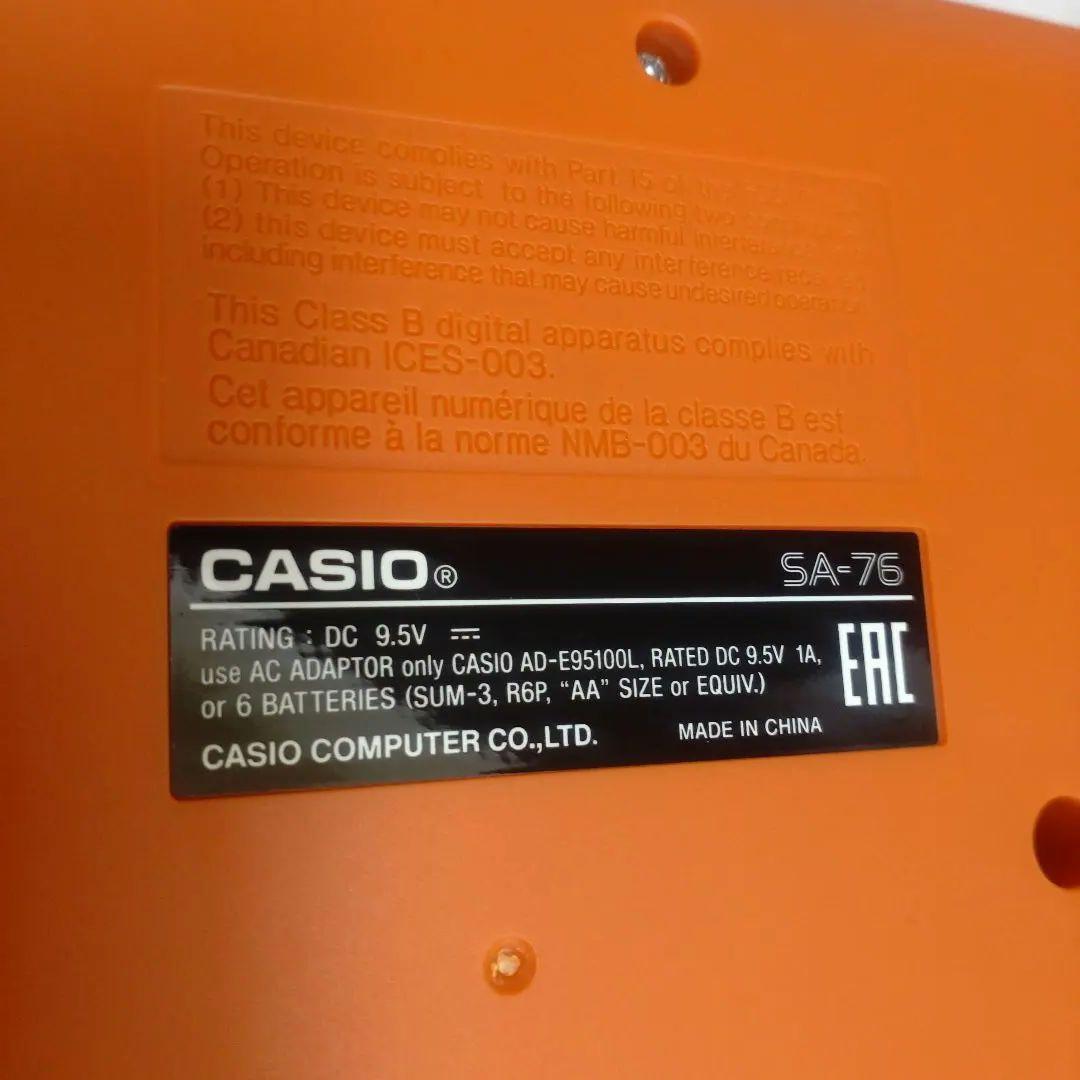 This device complies with Part 15 of the
Operation is subject to the following two
(1) This device may not cause harmful interference
(2) this device must accept any interference received
including interference that may cause undesired operation
This Class B digital apparatus complies with
Canadian ICES-003.
Cet appareil numérique de la classe B est
conforme à la norme NMB-003 du Canada.
CASIO® SA-76
RATING : DC 9.5V ⎓
use AC ADAPTOR only CASIO AD-E95100L, RATED DC 9.5V 1A,
or 6 BATTERIES (SUM-3, R6P, “AA” SIZE or EQUIV.)
EAC
CASIO COMPUTER CO.,LTD. MADE IN CHINA